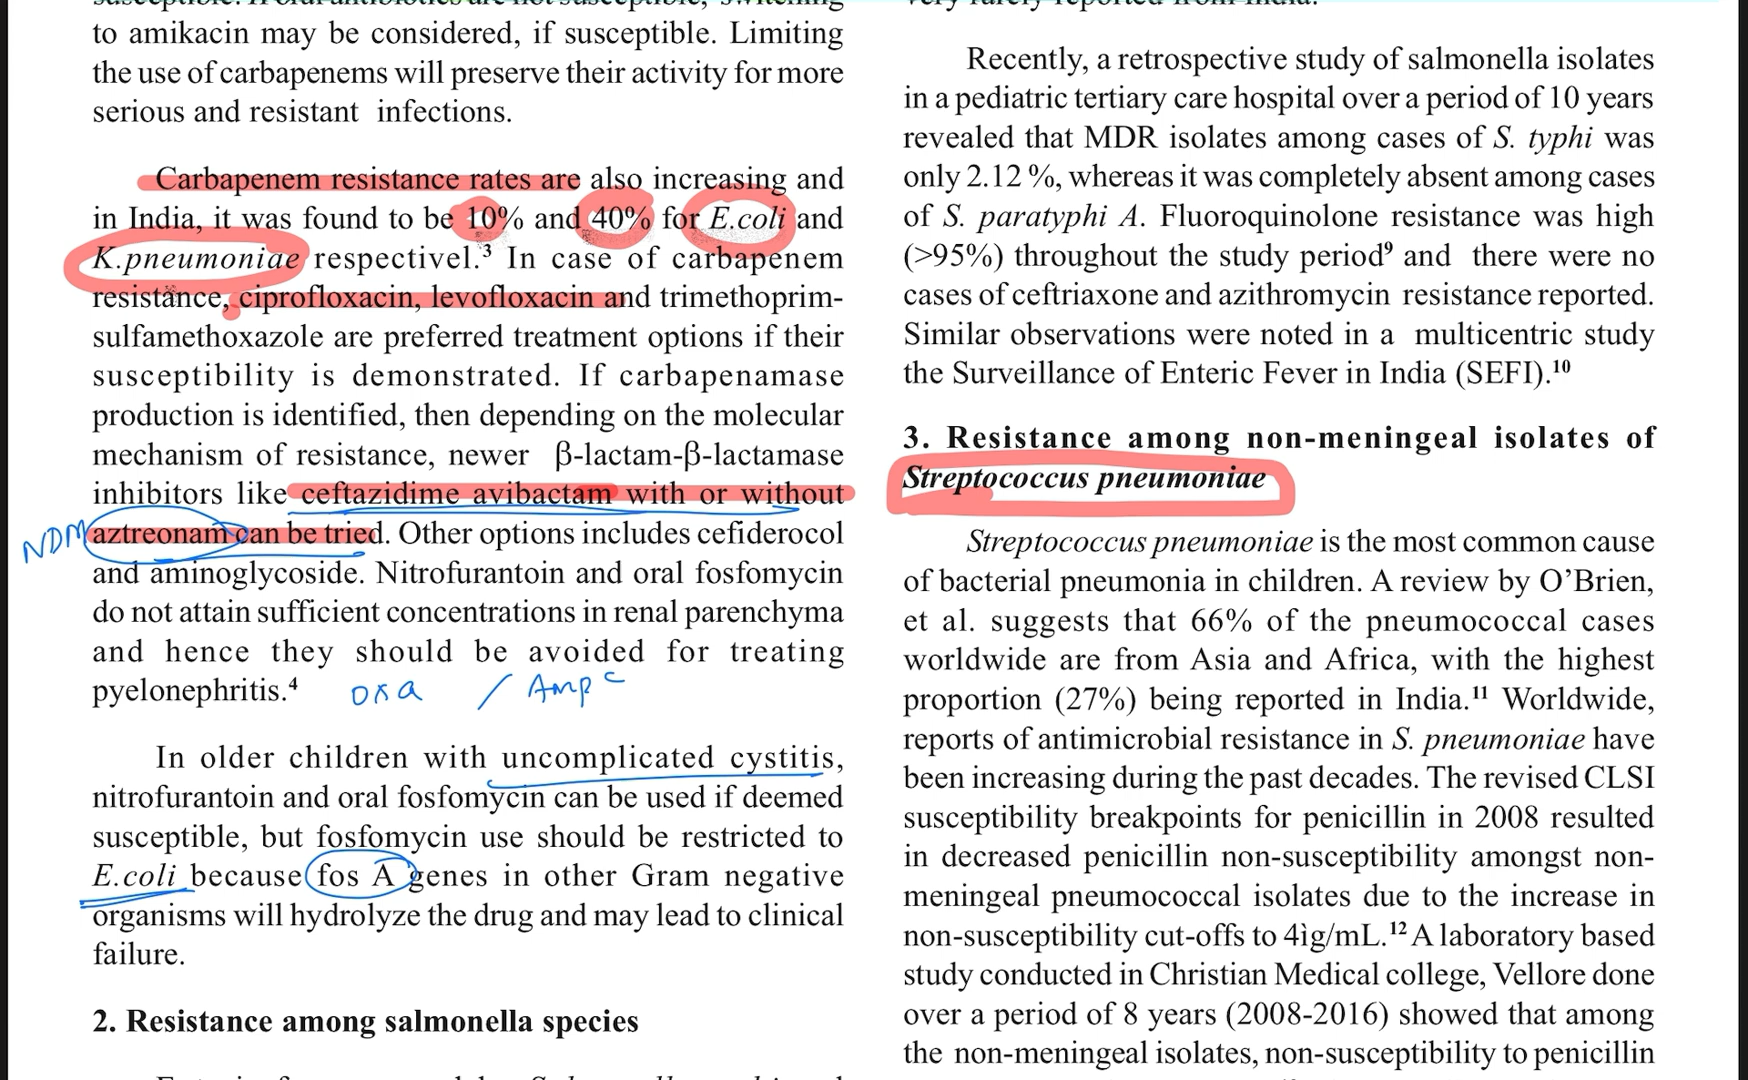 to amikacin may be considered, if susceptible. Limiting
the use of carbapenems will preserve their activity for more
serious and resistant infections.
Carbapenem resistance rates are also increasing and
in India, it was found to be 10% and 40% for E.coli and
K.pneumoniae respectivel.³ In case of carbapenem
resistance, ciprofloxacin, levofloxacin and trimethoprim-
sulfamethoxazole are preferred treatment options if their
susceptibility is demonstrated. If carbapenamase
production is identified, then depending on the molecular
mechanism of resistance, newer β-lactam-β-lactamase
inhibitors like ceftazidime avibactam with or without
NDM aztreonam can be tried. Other options includes cefiderocol
and aminoglycoside. Nitrofurantoin and oral fosfomycin
do not attain sufficient concentrations in renal parenchyma
and hence they should be avoided for treating
pyelonephritis.⁴ oxa / Ampc
In older children with uncomplicated cystitis,
nitrofurantoin and oral fosfomycin can be used if deemed
susceptible, but fosfomycin use should be restricted to
E.coli because fos A genes in other Gram negative
organisms will hydrolyze the drug and may lead to clinical
failure.
2. Resistance among salmonella species
Recently, a retrospective study of salmonella isolates
in a pediatric tertiary care hospital over a period of 10 years
revealed that MDR isolates among cases of S. typhi was
only 2.12 %, whereas it was completely absent among cases
of S. paratyphi A. Fluoroquinolone resistance was high
(>95%) throughout the study period⁹ and there were no
cases of ceftriaxone and azithromycin resistance reported.
Similar observations were noted in a multicentric study
the Surveillance of Enteric Fever in India (SEFI).¹⁰
3. Resistance among non-meningeal isolates of
Streptococcus pneumoniae
Streptococcus pneumoniae is the most common cause
of bacterial pneumonia in children. A review by O’Brien,
et al. suggests that 66% of the pneumococcal cases
worldwide are from Asia and Africa, with the highest
proportion (27%) being reported in India.¹¹ Worldwide,
reports of antimicrobial resistance in S. pneumoniae have
been increasing during the past decades. The revised CLSI
susceptibility breakpoints for penicillin in 2008 resulted
in decreased penicillin non-susceptibility amongst non-
meningeal pneumococcal isolates due to the increase in
non-susceptibility cut-offs to 4ìg/mL.¹² A laboratory based
study conducted in Christian Medical college, Vellore done
over a period of 8 years (2008-2016) showed that among
the non-meningeal isolates, non-susceptibility to penicillin